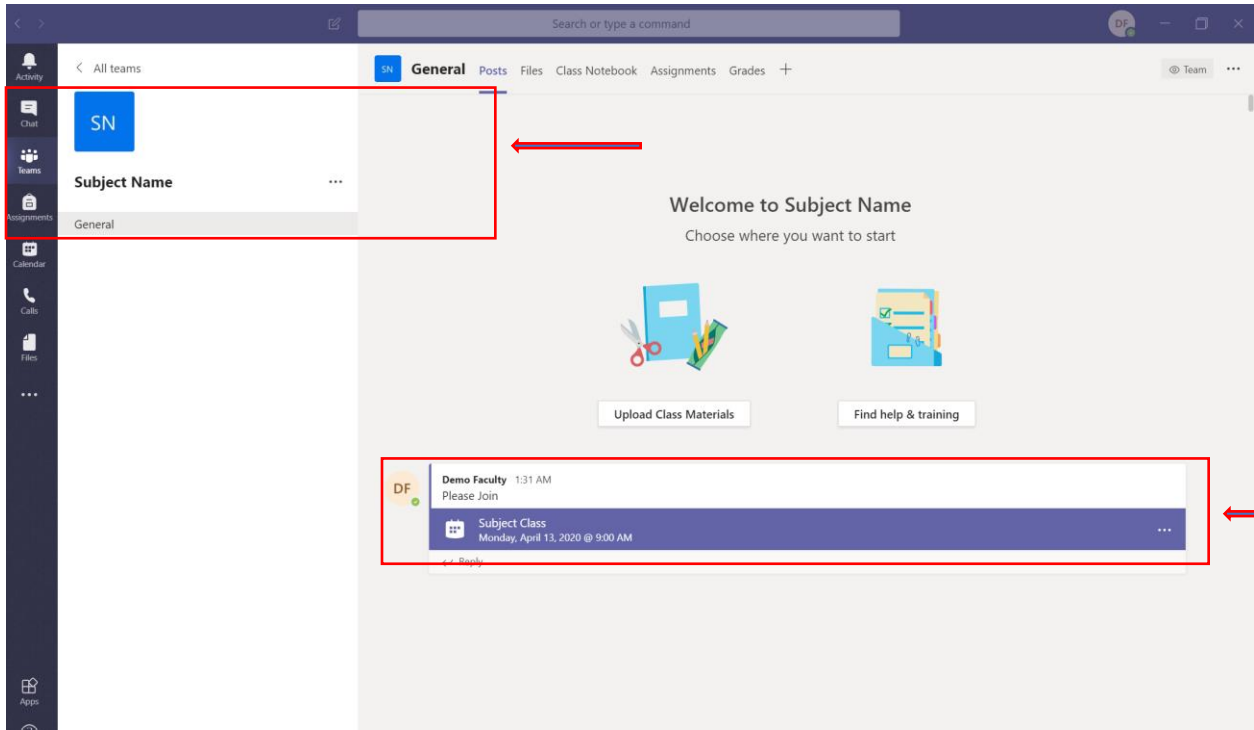 Search or type a command
DF
Activity
Chat
Teams
Assignments
Calendar
Calls
Files
Apps
All teams
SN
Subject Name
General
SN General Posts Files Class Notebook Assignments Grades
Team
Welcome to Subject Name
Choose where you want to start
Upload Class Materials
Find help & training
DF
Demo Faculty 1:31 AM
Please Join
Subject Class
Monday, April 13, 2020 @ 9:00 AM
Reply